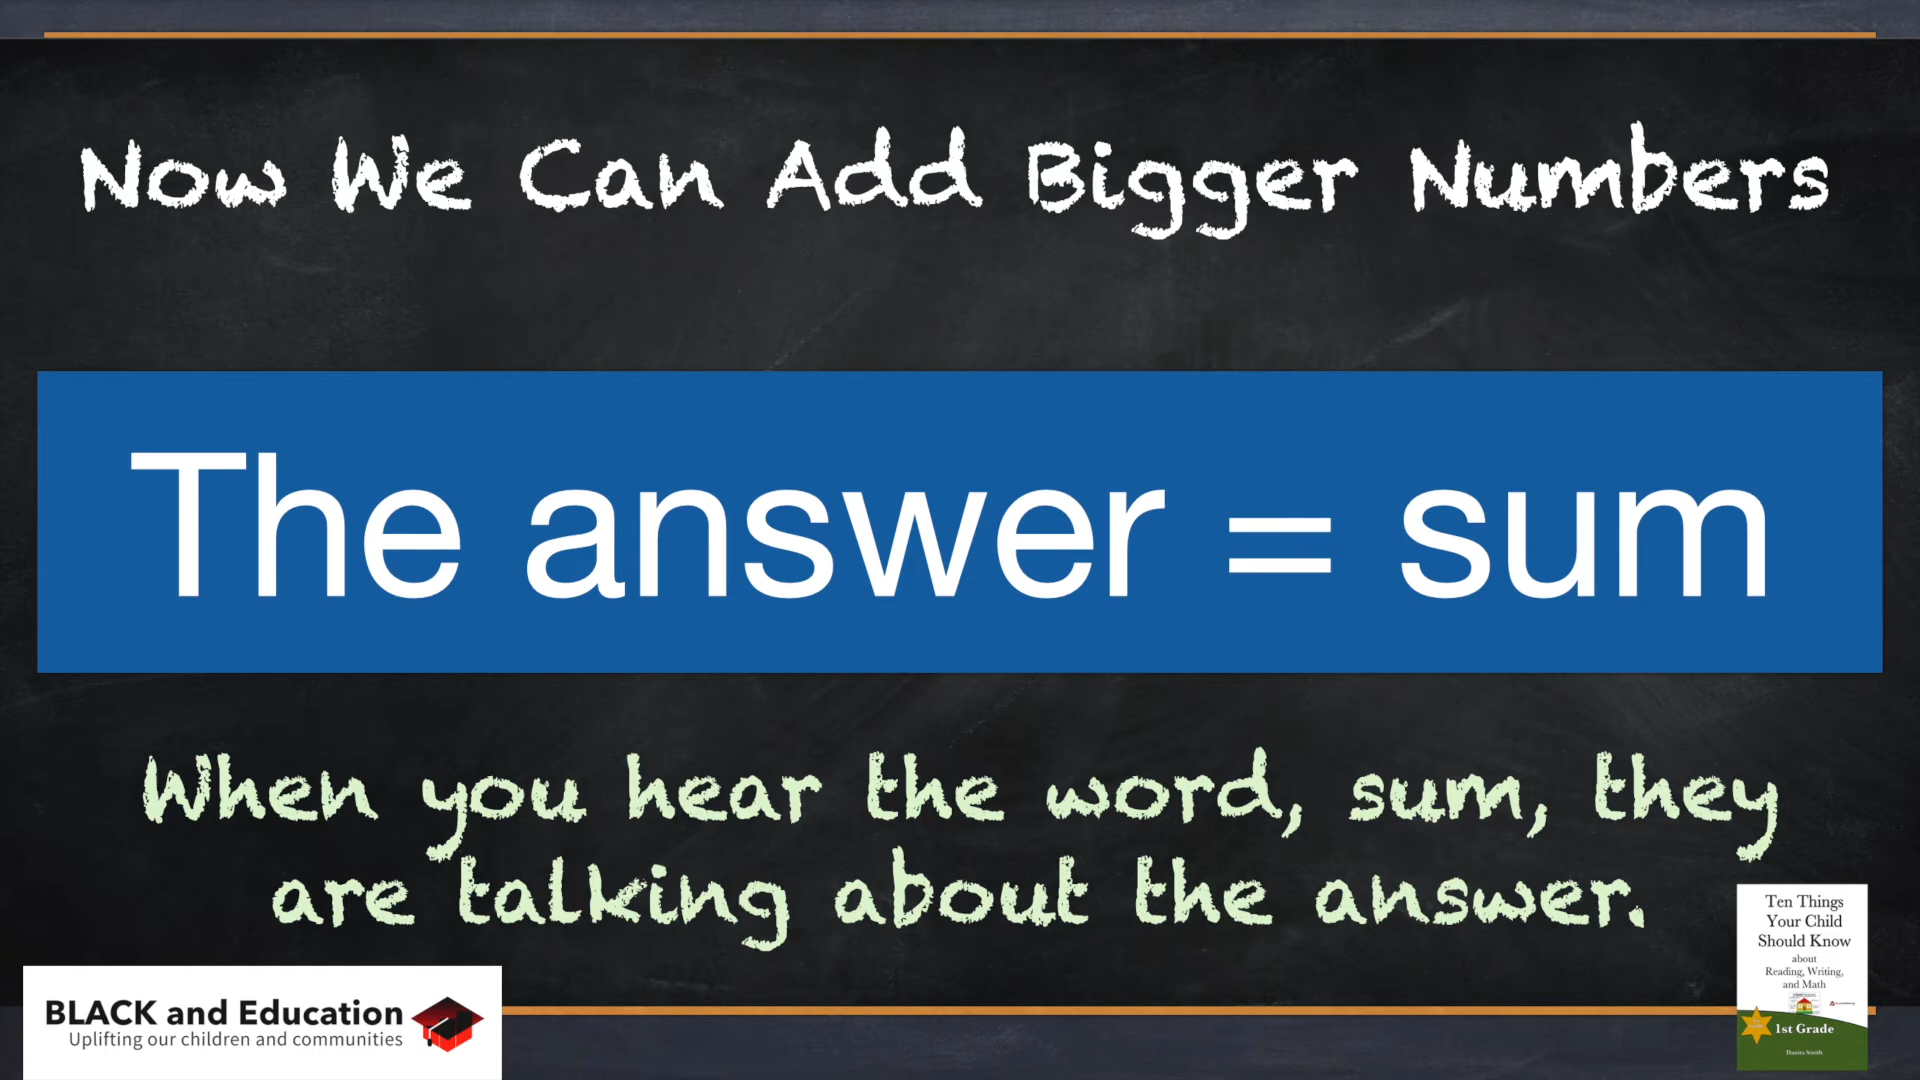 Now We Can Add Bigger Numbers
The answer = sum
When you hear the word, sum, they
are talking about the answer.
BLACK and Education
Uplifting our children and communities
Ten Things
Your Child
Should Know
about
Reading, Writing,
and Math
1st Grade
Danita Smith